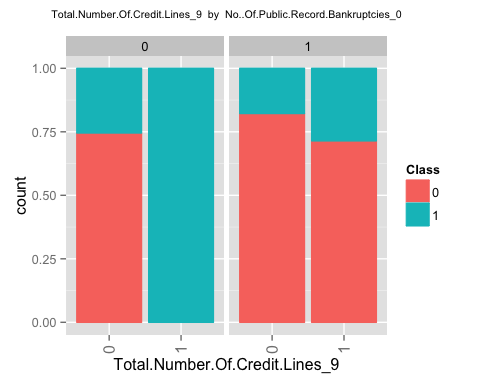 Total.Number.Of.Credit.Lines_9 by No..Of.Public.Record.Bankruptcies_0
0 1
1.00
0.75
0.50
0.25
0.00
count
0 1 0 1
Total.Number.Of.Credit.Lines_9
Class
0
1